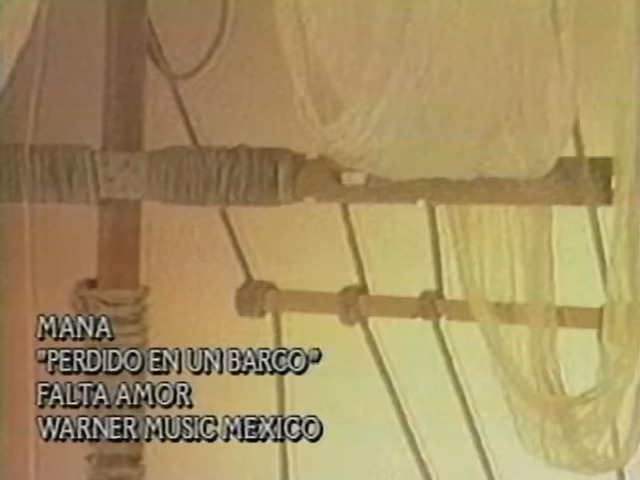 MANA
"PERDIDO EN UN BARCO"
FALTA AMOR
WARNER MUSIC MEXICO